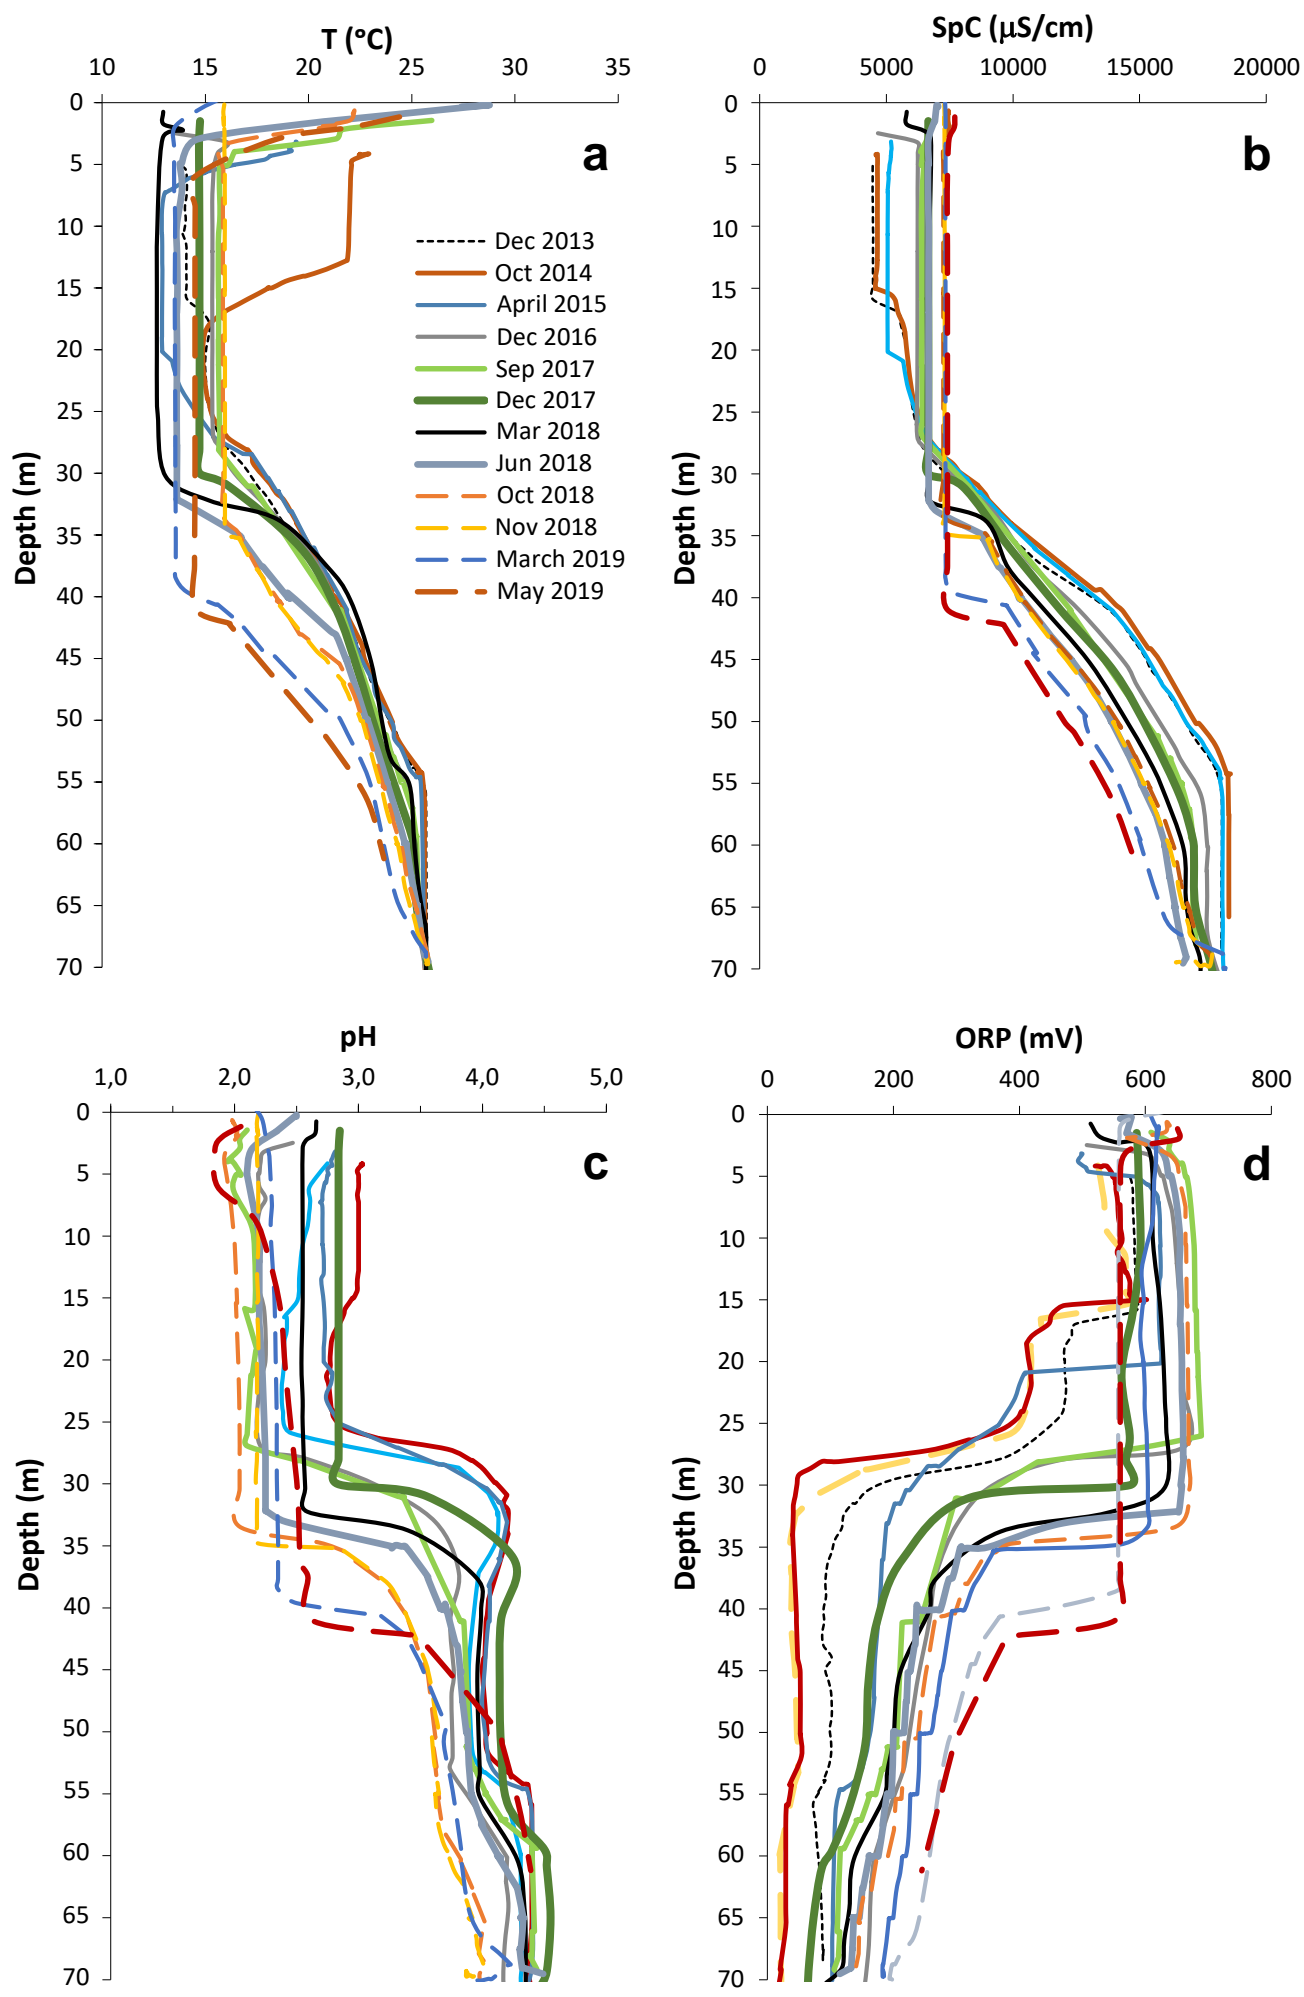 T (°C)
10 15 20 25 30 35
0
5
10
15
20
25
30
35
40
45
50
55
60
65
70
Depth (m)
a
Dec 2013
Oct 2014
April 2015
Dec 2016
Sep 2017
Dec 2017
Mar 2018
Jun 2018
Oct 2018
Nov 2018
March 2019
May 2019
SpC (µS/cm)
0 5000 10000 15000 20000
0
5
10
15
20
25
30
35
40
45
50
55
60
65
70
Depth (m)
b
pH
1,0 2,0 3,0 4,0 5,0
0
5
10
15
20
25
30
35
40
45
50
55
60
65
70
Depth (m)
c
ORP (mV)
0 200 400 600 800
0
5
10
15
20
25
30
35
40
45
50
55
60
65
70
Depth (m)
d